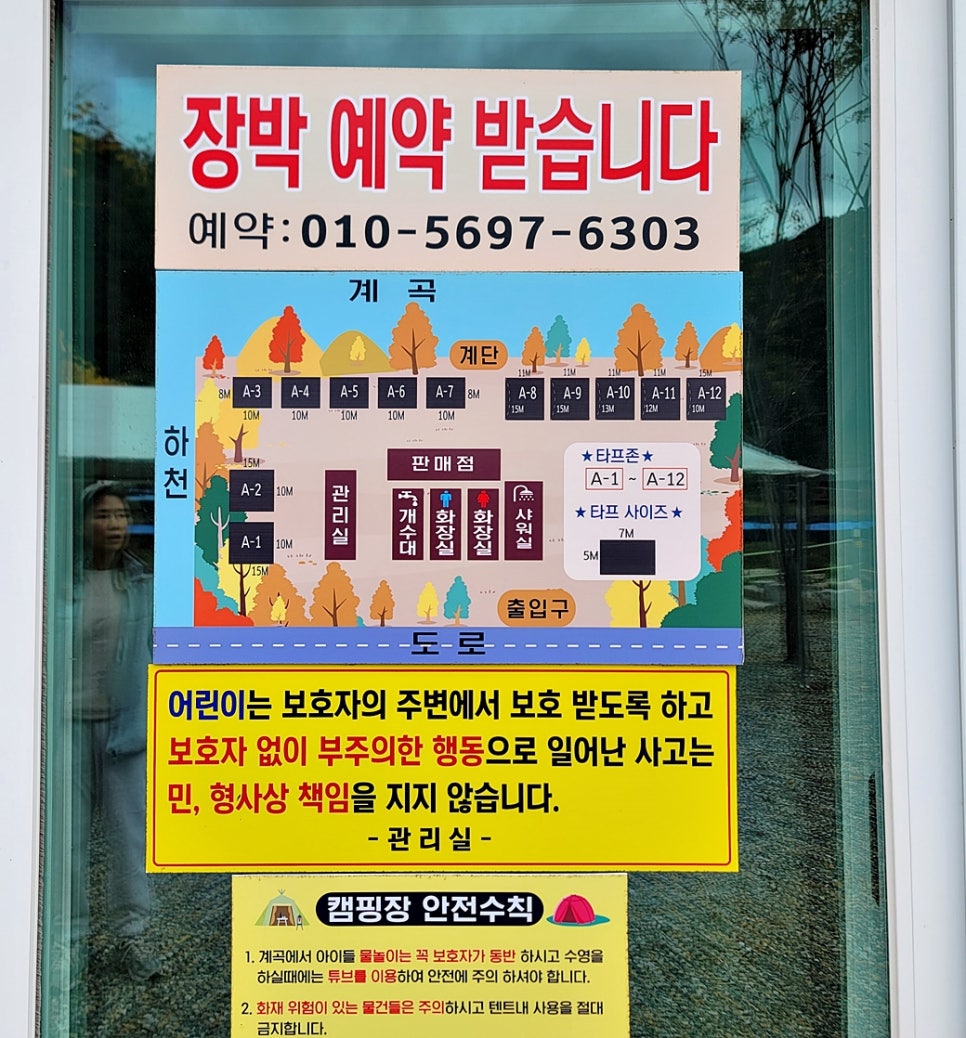 장박 예약 받습니다
예약:010-5697-6303
계 곡
계단
11M 11M 11M 11M 15M
8M A-3 A-4 A-5 A-6 A-7 8M A-8 A-9 A-10 A-11 A-12
15M 15M 13M 12M 10M
10M 10M 10M 10M 10M
하천
15M
A-2 10M
A-1 10M
15M
관리실
판매점
개수대
화장실
화장실
샤워실
★타프존★
A-1 ~ A-12
★타프 사이즈★
7M
5M
출입구
도 로
어린이는 보호자의 주변에서 보호 받도록 하고
보호자 없이 부주의한 행동으로 일어난 사고는
민, 형사상 책임을 지지 않습니다.
- 관 리 실 -
캠핑장 안전수칙
1. 계곡에서 아이들 물놀이는 꼭 보호자가 동반 하시고 수영을
하실때에는 튜브를 이용하여 안전에 주의 하셔야 합니다.
2. 화재 위험이 있는 물건들은 주의하시고 텐트내 사용을 절대
금지합니다.